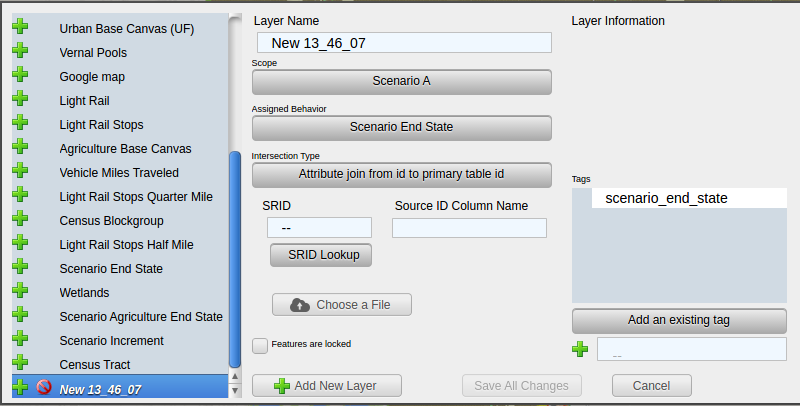 Urban Base Canvas (UF)
Vernal Pools
Google map
Light Rail
Light Rail Stops
Agriculture Base Canvas
Vehicle Miles Traveled
Light Rail Stops Quarter Mile
Census Blockgroup
Light Rail Stops Half Mile
Scenario End State
Wetlands
Scenario Agriculture End State
Scenario Increment
Census Tract
New 13_46_07
Layer Name
New 13_46_07
Scope
Scenario A
Assigned Behavior
Scenario End State
Intersection Type
Attribute join from id to primary table id
SRID
Source ID Column Name
--
SRID Lookup
Choose a File
Features are locked
Add New Layer
Save All Changes
Cancel
Layer Information
Tags
scenario_end_state
Add an existing tag
--